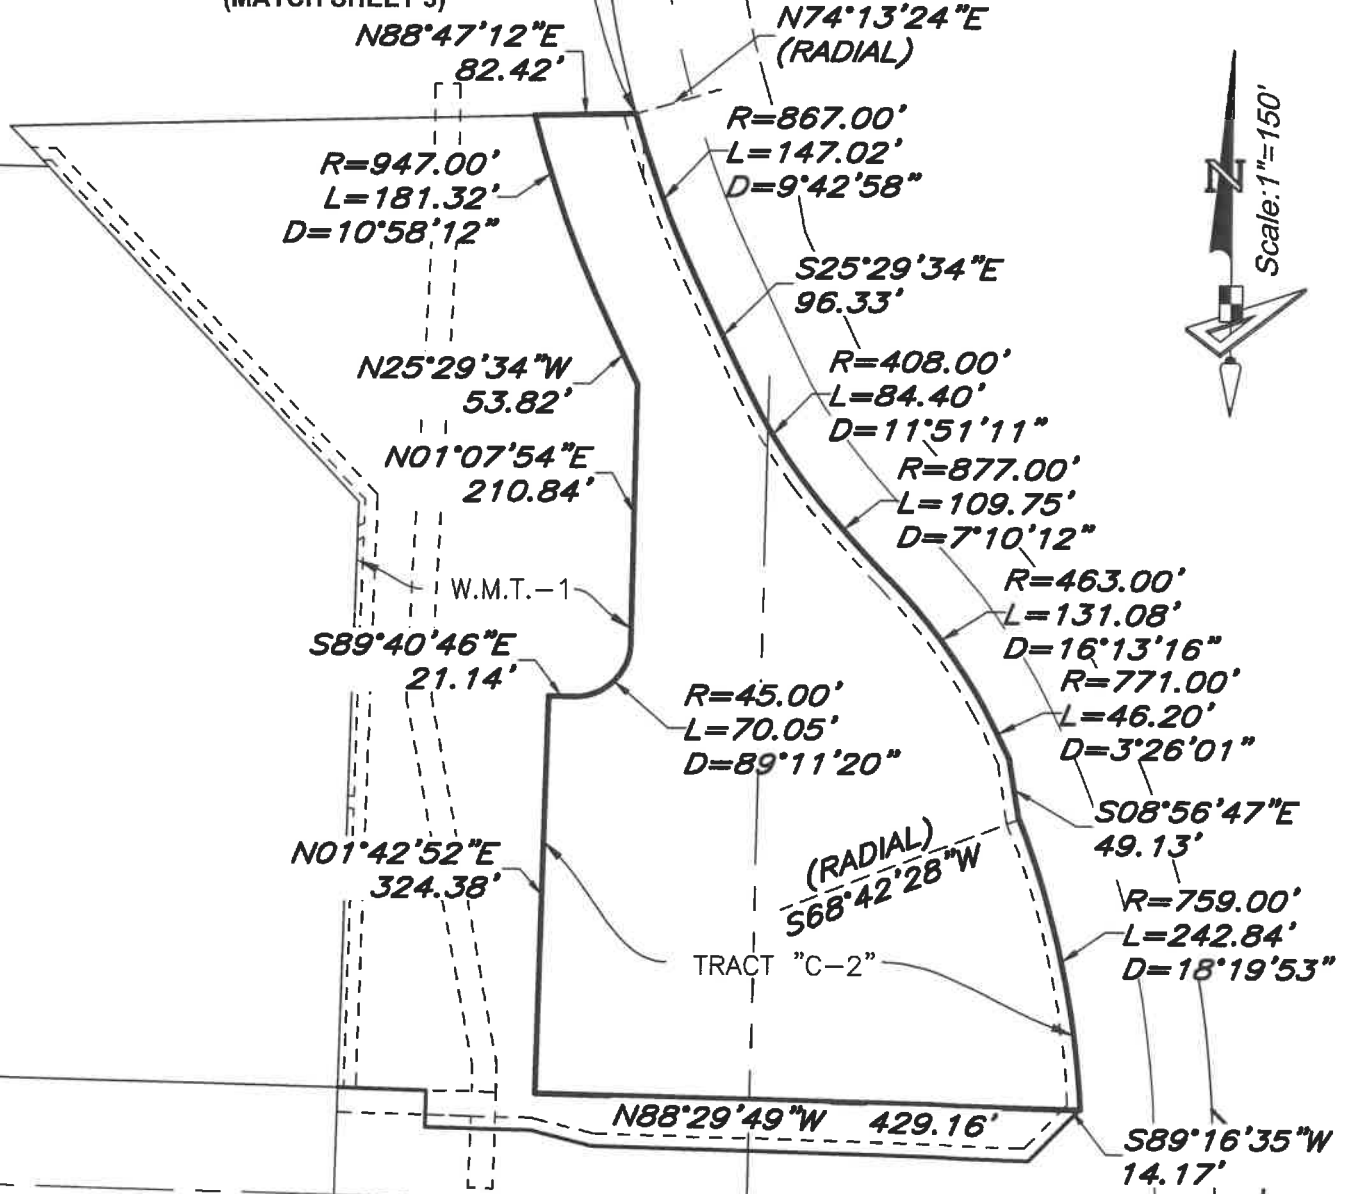 (MATCH SHEET 3)
N88°47'12"E
82.42'
N74°13'24"E
(RADIAL)
R=867.00'
L=147.02'
D=9°42'58"
R=947.00'
L=181.32'
D=10°58'12"
N
Scale:1"=150'
S25°29'34"E
96.33'
N25°29'34"W
53.82'
R=408.00'
L=84.40'
D=11°51'11"
N01°07'54"E
210.84'
R=877.00'
L=109.75'
D=7°10'12"
W.M.T.-1
R=463.00'
L=131.08'
D=16°13'16"
S89°40'46"E
21.14'
R=45.00'
L=70.05'
D=89°11'20"
R=771.00'
L=46.20'
D=3°26'01"
S08°56'47"E
49.13'
N01°42'52"E
324.38'
(RADIAL)
S68°42'28"W
R=759.00'
L=242.84'
D=18°19'53"
TRACT "C-2"
N88°29'49"W 429.16'
S89°16'35"W
14.17'